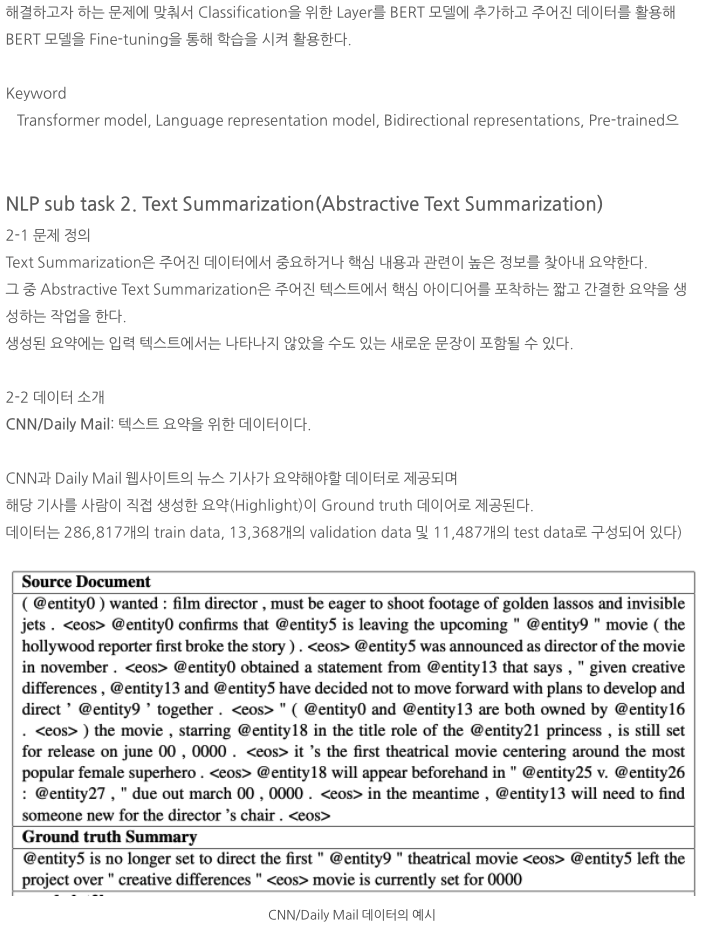 해결하고자 하는 문제에 맞춰서 Classification을 위한 Layer를 BERT 모델에 추가하고 주어진 데이터를 활용해
BERT 모델을 Fine-tuning을 통해 학습을 시켜 활용한다.
Keyword
Transformer model, Language representation model, Bidirectional representations, Pre-trained으
NLP sub task 2. Text Summarization(Abstractive Text Summarization)
2-1 문제 정의
Text Summarization은 주어진 데이터에서 중요하거나 핵심 내용과 관련이 높은 정보를 찾아내 요약한다.
그 중 Abstractive Text Summarization은 주어진 텍스트에서 핵심 아이디어를 포착하는 짧고 간결한 요약을 생
성하는 작업을 한다.
생성된 요약에는 입력 텍스트에서는 나타나지 않았을 수도 있는 새로운 문장이 포함될 수 있다.
2-2 데이터 소개
CNN/Daily Mail: 텍스트 요약을 위한 데이터이다.
CNN과 Daily Mail 웹사이트의 뉴스 기사가 요약해야할 데이터로 제공되며
해당 기사를 사람이 직접 생성한 요약(Highlight)이 Ground truth 데이어로 제공된다.
데이터는 286,817개의 train data, 13,368개의 validation data 및 11,487개의 test data로 구성되어 있다)
Source Document
( @entity0 ) wanted : film director , must be eager to shoot footage of golden lassos and invisible
jets . <eos> @entity0 confirms that @entity5 is leaving the upcoming " @entity9 " movie ( the
hollywood reporter first broke the story ) . <eos> @entity5 was announced as director of the movie
in november . <eos> @entity0 obtained a statement from @entity13 that says , " given creative
differences , @entity13 and @entity5 have decided not to move forward with plans to develop and
direct ' @entity9 ' together . <eos> " ( @entity0 and @entity13 are both owned by @entity16
. <eos> ) the movie , starring @entity18 in the title role of the @entity21 princess , is still set
for release on june 00 , 0000 . <eos> it 's the first theatrical movie centering around the most
popular female superhero . <eos> @entity18 will appear beforehand in " @entity25 v. @entity26
: @entity27 , " due out march 00 , 0000 . <eos> in the meantime , @entity13 will need to find
someone new for the director 's chair . <eos>
Ground truth Summary
@entity5 is no longer set to direct the first " @entity9 " theatrical movie <eos> @entity5 left the
project over " creative differences " <eos> movie is currently set for 0000
CNN/Daily Mail 데이터의 예시